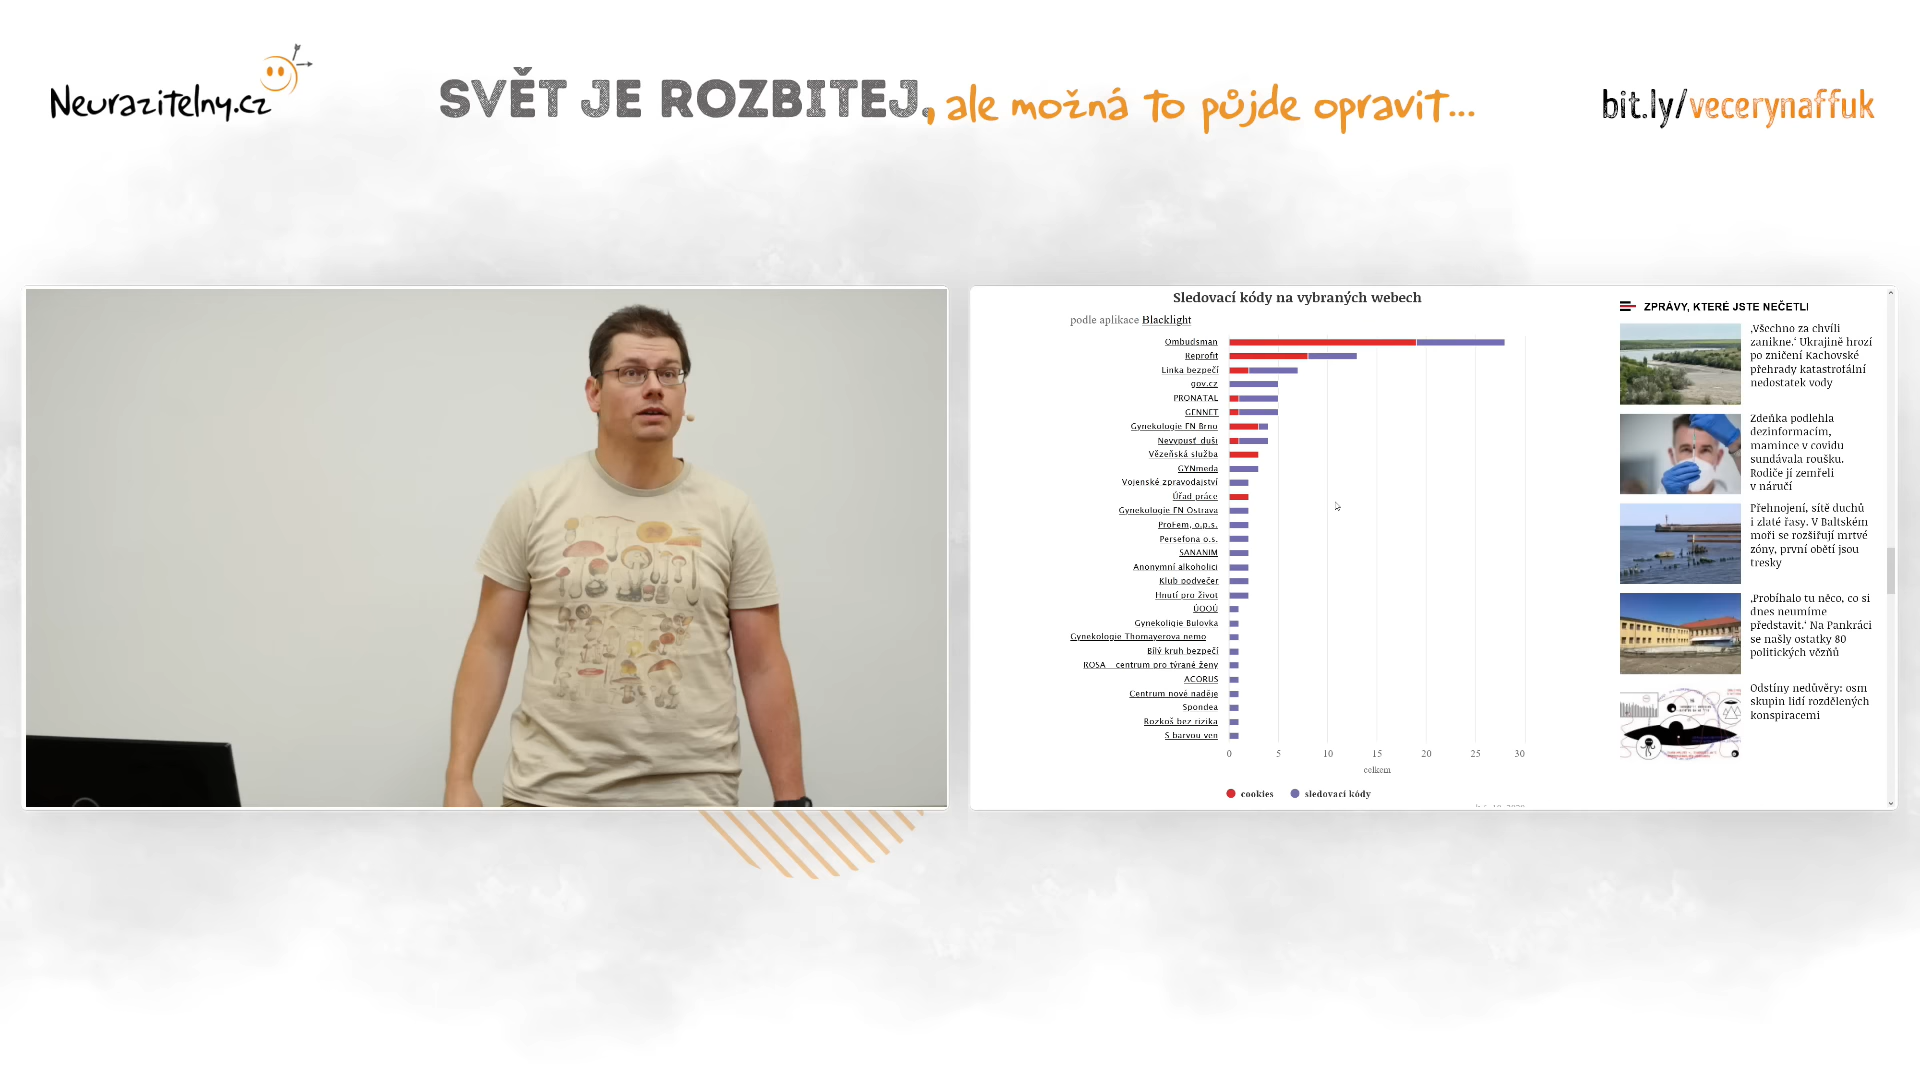 Neurazitelny.cz
SVĚT JE ROZBITEJ, ale možná to půjde opravit...
bit.ly/vecerynaffuk
Sledovací kódy na vybraných webech
podle aplikace Blacklight
Ombudsman
Reprofit
Linka bezpečí
gov.cz
PRONATAL
GENNET
Gynekologie FN Brno
Nevypusť duši
Vězeňská služba
GYNmeda
Vojenské zpravodajství
Úřad práce
Gynekologie FN Ostrava
ProFem, o.p.s.
Persefona o.s.
SANANIM
Anonymní alkoholici
Klub podvečer
Hnutí pro život
ÚOOÚ
Gynekoligie Bulovka
Gynekologie Thomayerova nemo
Bílý kruh bezpečí
ROSA centrum pro týrané ženy
ACORUS
Centrum nové naděje
Spondea
Rozkoš bez rizika
S barvou ven
0 5 10 15 20 25 30
celkem
cookies sledovací kódy
ZPRÁVY, KTERÉ JSTE NEČETLI
‚Všechno za chvíli
zanikne.‘ Ukrajině hrozí
po zničení Kachovské
přehrady katastrofální
nedostatek vody
Zdeňka podlehla
dezinformacím,
mamince v covidu
sundávala roušku.
Rodiče jí zemřeli
v náručí
Přehnojení, sítě duchů
i zlaté řasy. V Baltském
moři se rozšiřují mrtvé
zóny, první obětí jsou
tresky
‚Probíhalo tu něco, co si
dnes neumíme
představit.‘ Na Pankráci
se našly ostatky 80
politických vězňů
Odstíny nedůvěry: osm
skupin lidí rozdělených
konspiracemi